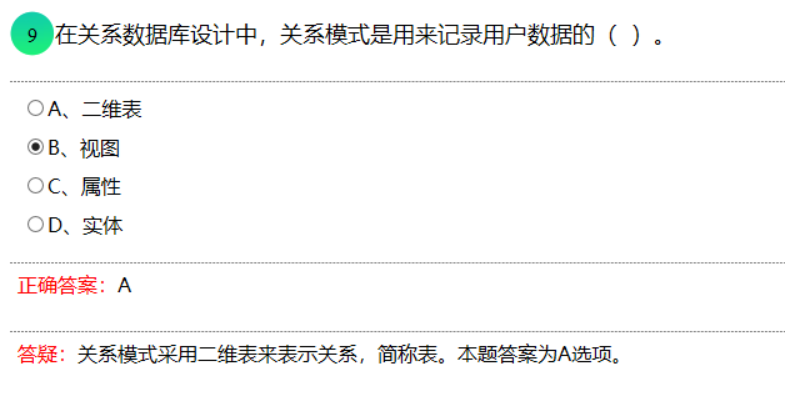 9 在关系数据库设计中，关系模式是用来记录用户数据的（ ）。
A、二维表
B、视图
C、属性
D、实体
正确答案：A
答疑：关系模式采用二维表来表示关系，简称表。本题答案为A选项。